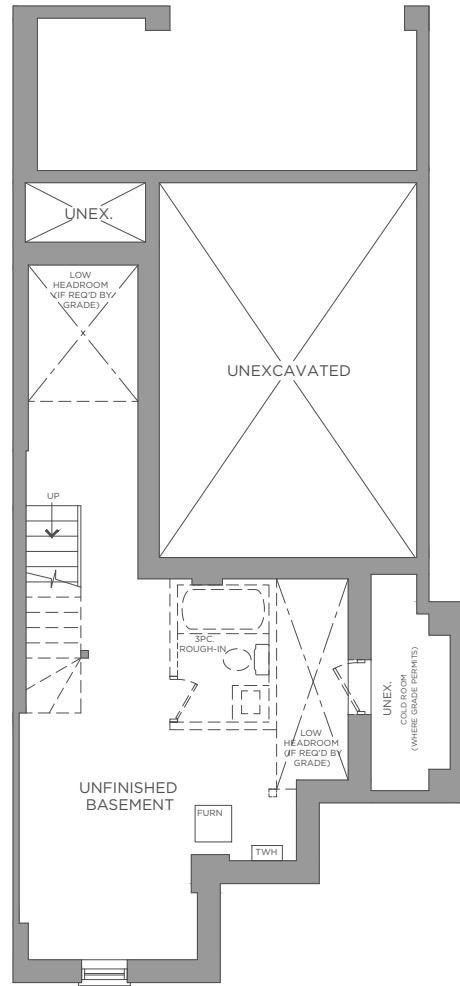 UNEX.
LOW
HEADROOM
(IF REQ'D BY
GRADE)
UNEXCAVATED
UP
3PC.
ROUGH-IN
UNEX.
COLD ROOM
(WHERE GRADE PERMITS)
LOW
HEADROOM
(IF REQ'D BY
GRADE)
UNFINISHED
BASEMENT
FURN
TWH